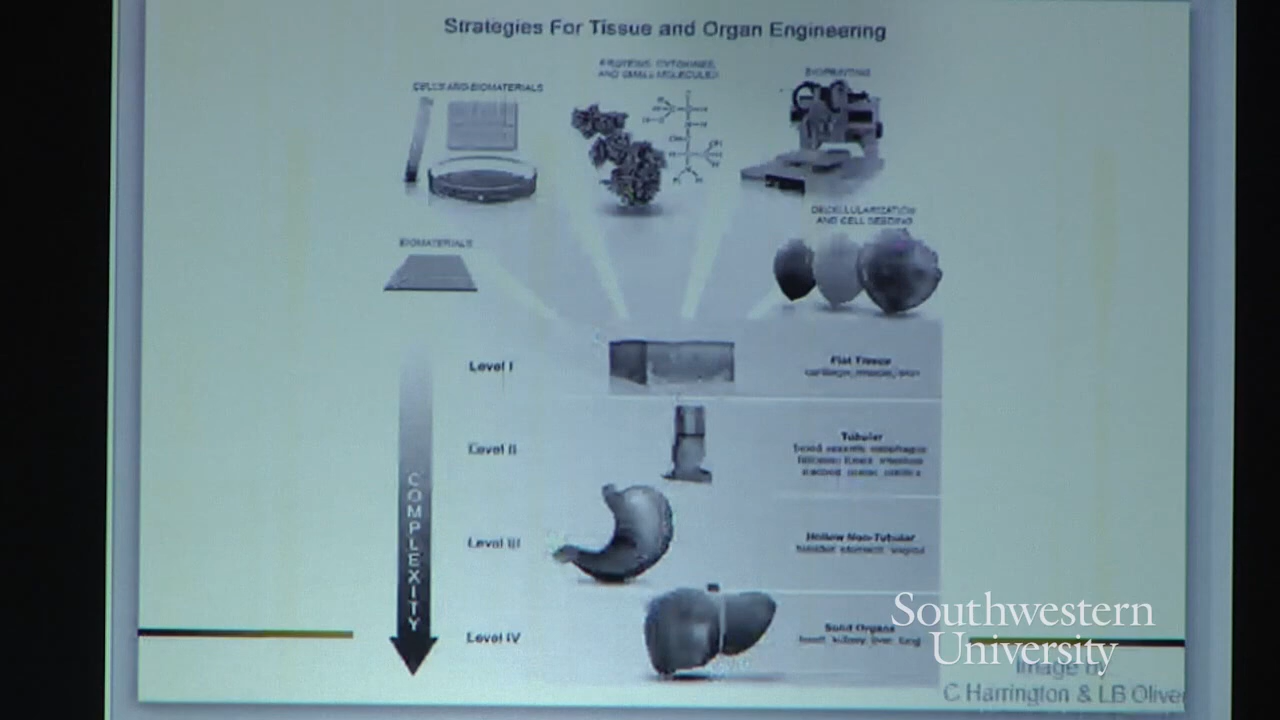 Strategies For Tissue and Organ Engineering
PROTEINS, CYTOKINES,
AND SMALL MOLECULES
BIOPRINTING
CELLS AND BIOMATERIALS
DECELLULARIZATION
AND CELL SEEDING
BIOMATERIALS
Level I
Flat Tissue
cartilage, muscle, skin
Level II
Tubular
Level III
Hollow Non-Tubular
bladder, stomach, vagina
Level IV
Solid Organs
heart, kidney, liver, lung
COMPLEXITY
Southwestern
University
Image by
C Harrington & LB Oliver